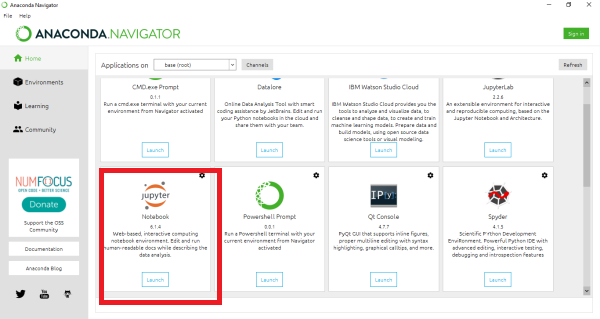 Anaconda Navigator
File Help
ANACONDA.NAVIGATOR
Sign in
Home
Environments
Learning
Community
NUMFOCUS
OPEN CODE = BETTER SCIENCE
Donate
Support the OSS
Community
Documentation
Anaconda Blog
You
Tube
Applications on base (root) Channels
Refresh
CMD.exe Prompt
0.1.1
Run a cmd.exe terminal with your current
environment from Navigator activated
Launch
Datalore
Online Data Analysis Tool with smart
coding assistance by JetBrains. Edit and run
your Python notebooks in the cloud and
share them with your team.
Launch
IBM Watson Studio Cloud
IBM Watson Studio Cloud provides you the
tools to analyze and visualize data, to
cleanse and shape data, to create and train
machine learning models. Prepare data and
build models, using open source data
science tools or visual modeling.
Launch
JupyterLab
2.2.6
An extensible environment for interactive
and reproducible computing, based on the
Jupyter Notebook and Architecture.
Launch
jupyter
Notebook
6.1.4
Web-based, interactive computing
notebook environment. Edit and run
human-readable docs while describing the
data analysis.
Launch
Powershell Prompt
0.0.1
Run a Powershell terminal with your
current environment from Navigator
activated
Launch
IP[y]:
Qt Console
4.7.7
PyQt GUI that supports inline figures,
proper multiline editing with syntax
highlighting, graphical calltips, and more.
Launch
Spyder
4.1.5
Scientific PYthon Development
EnviRonment. Powerful Python IDE with
advanced editing, interactive testing,
debugging and introspection features
Launch